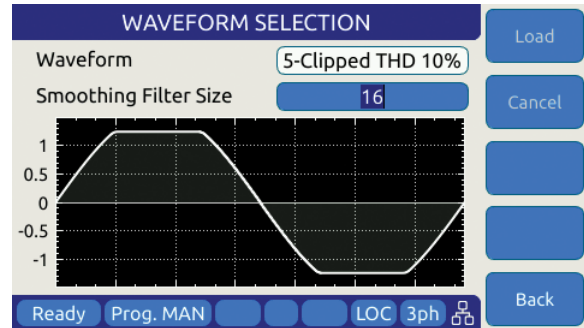 WAVEFORM SELECTION
Load
Waveform
5-Clipped THD 10%
Smoothing Filter Size
16
Cancel
1
0.5
0
-0.5
-1
Back
Ready
Prog. MAN
LOC
3ph